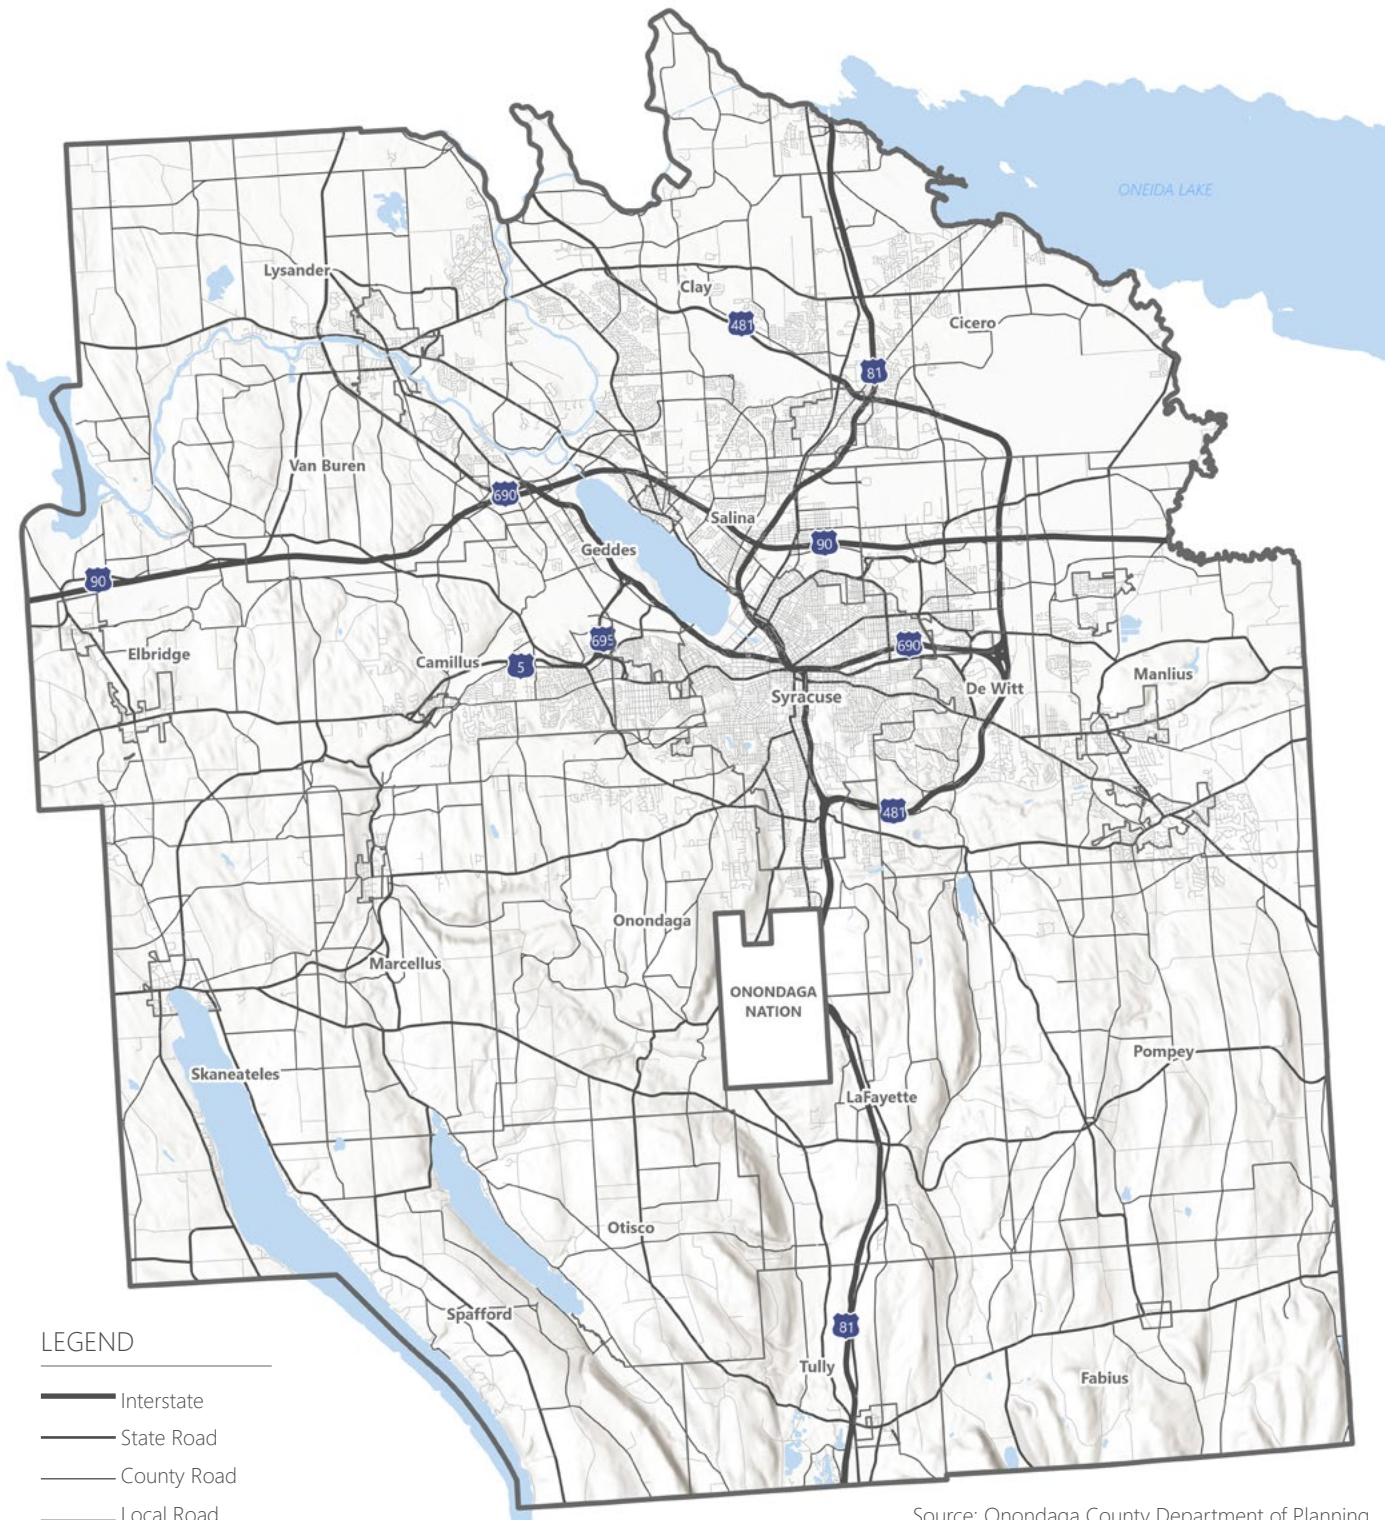 ONEIDA LAKE
Lysander
Clay
481
Cicero
81
Van Buren
690
Salina
90
Geddes
90
Elbridge
695
690
Camillus
5
Manlius
De Witt
Syracuse
481
Onondaga
Marcellus
ONONDAGA
NATION
Pompey
Skaneateles
LaFayette
Otisco
Spafford
81
Tully
Fabius
LEGEND
Interstate
State Road
County Road
Local Road
Source: Onondaga County Department of Planning